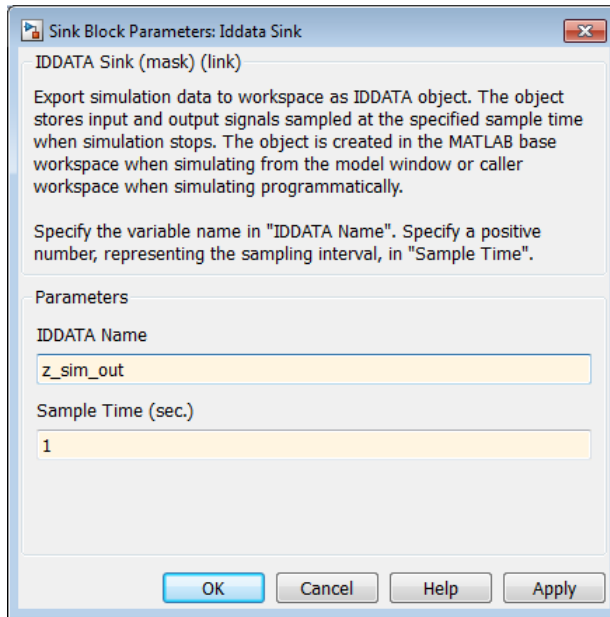 Sink Block Parameters: Iddata Sink
IDDATA Sink (mask) (link)
Export simulation data to workspace as IDDATA object. The object
stores input and output signals sampled at the specified sample time
when simulation stops. The object is created in the MATLAB base
workspace when simulating from the model window or caller
workspace when simulating programmatically.
Specify the variable name in "IDDATA Name". Specify a positive
number, representing the sampling interval, in "Sample Time".
Parameters
IDDATA Name
z_sim_out
Sample Time (sec.)
1
OK Cancel Help Apply